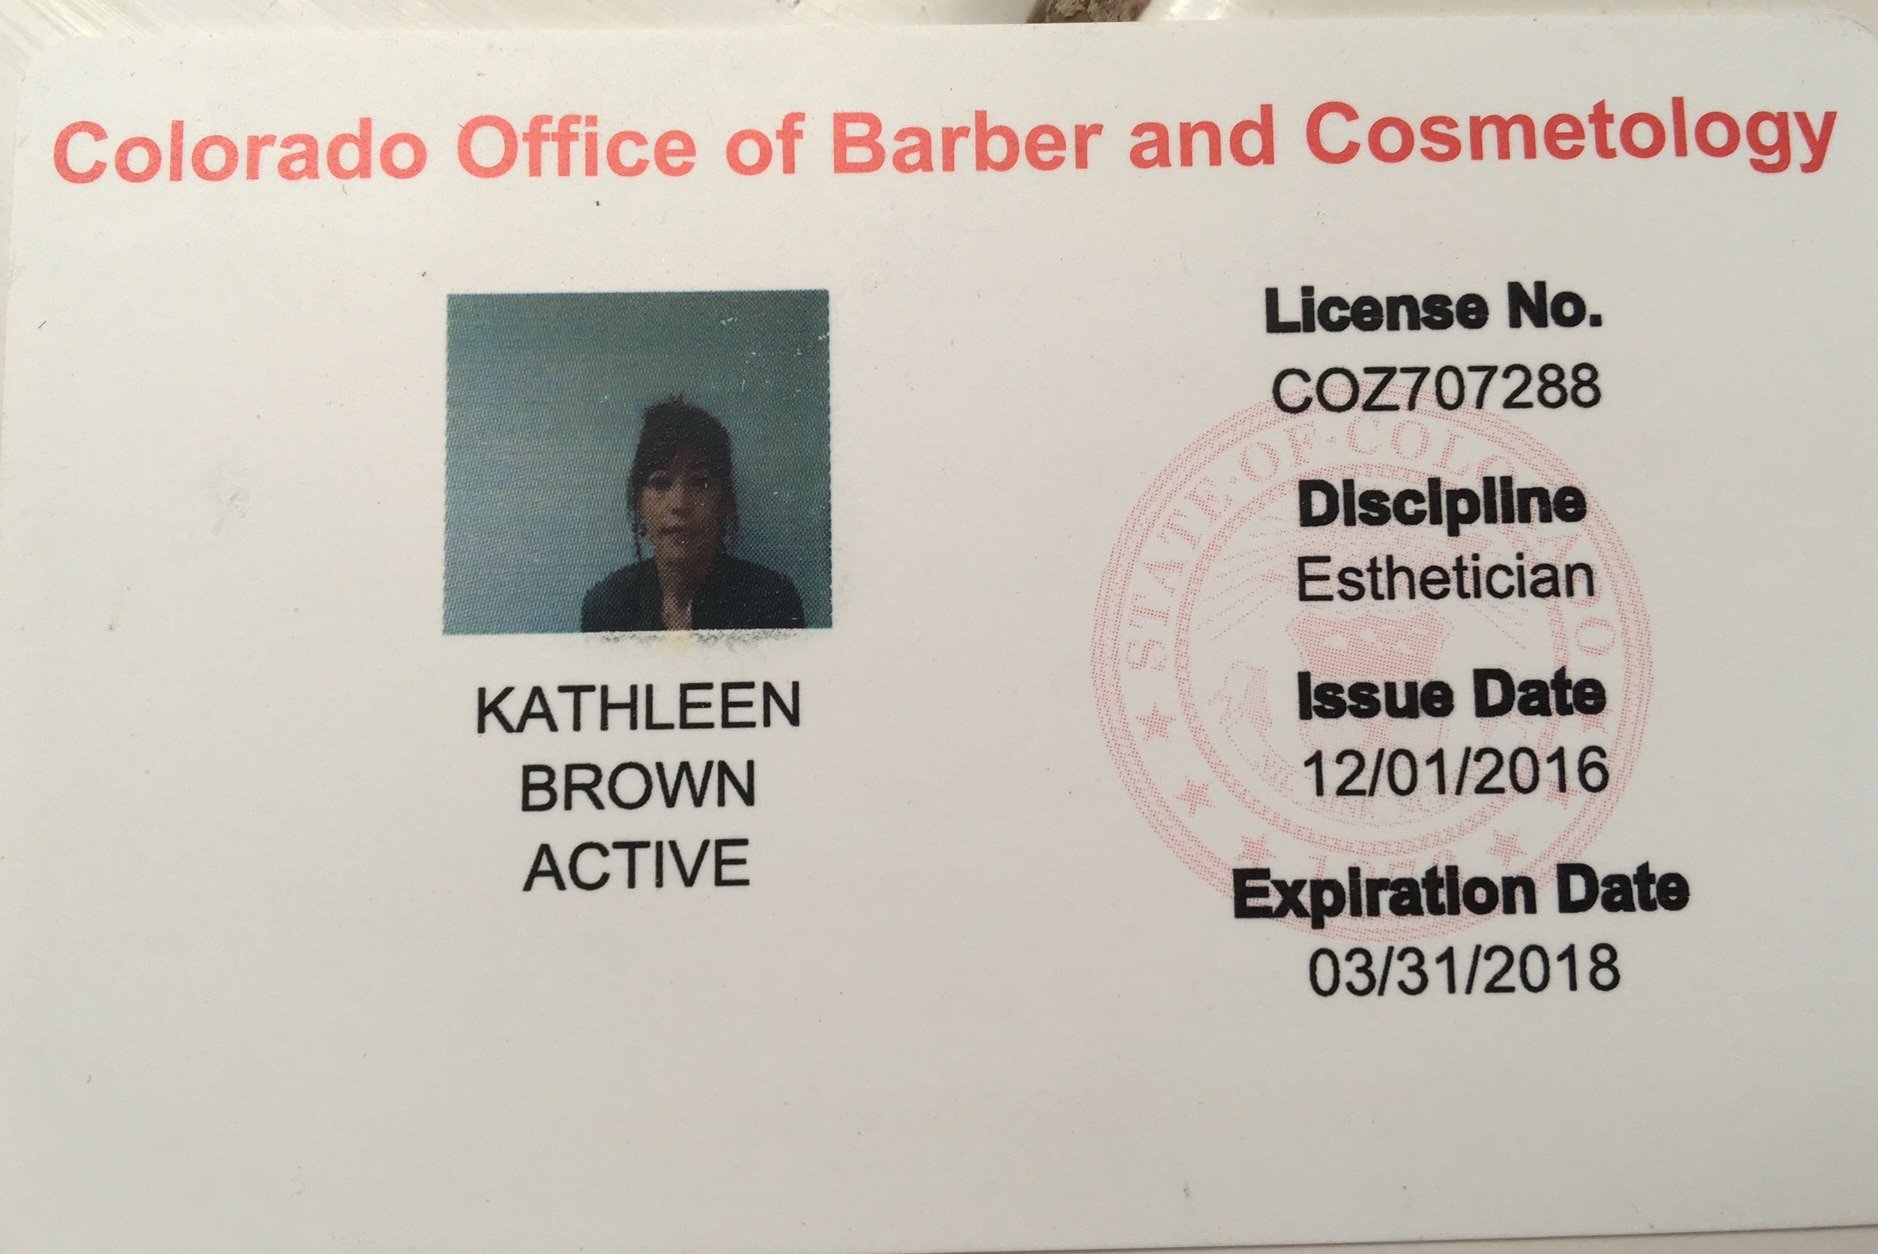 Colorado Office of Barber and Cosmetology
KATHLEEN
BROWN
ACTIVE
License No.
COZ707288
Discipline
Esthetician
Issue Date
12/01/2016
Expiration Date
03/31/2018
STATE·OF·COLORADO